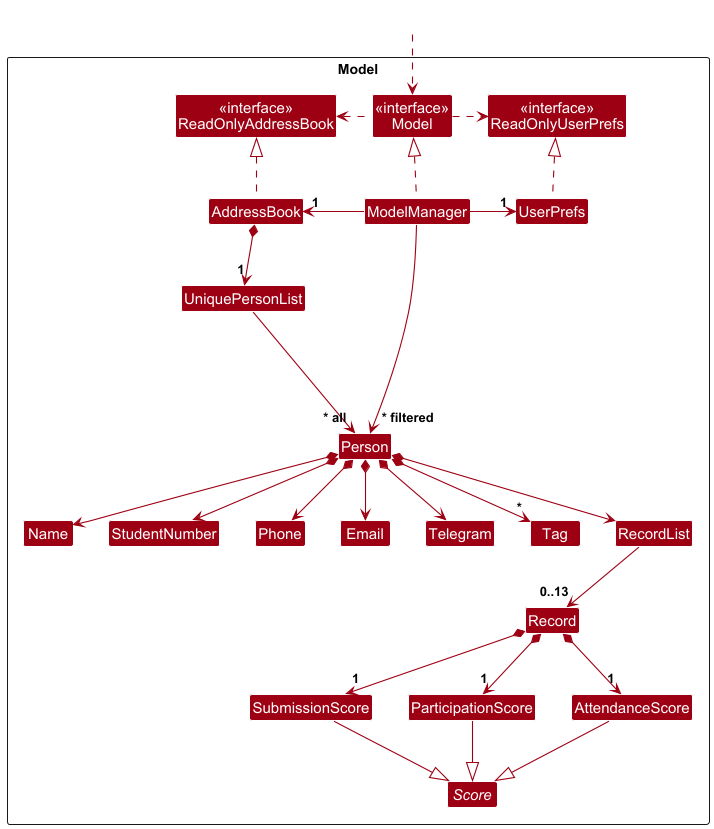 Model
«interface»
ReadOnlyAddressBook
«interface»
Model
«interface»
ReadOnlyUserPrefs
AddressBook
1
ModelManager
1
UserPrefs
1
UniquePersonList
* all
* filtered
Person
*
Name
StudentNumber
Phone
Email
Telegram
Tag
RecordList
0..13
Record
1
1
1
SubmissionScore
ParticipationScore
AttendanceScore
Score